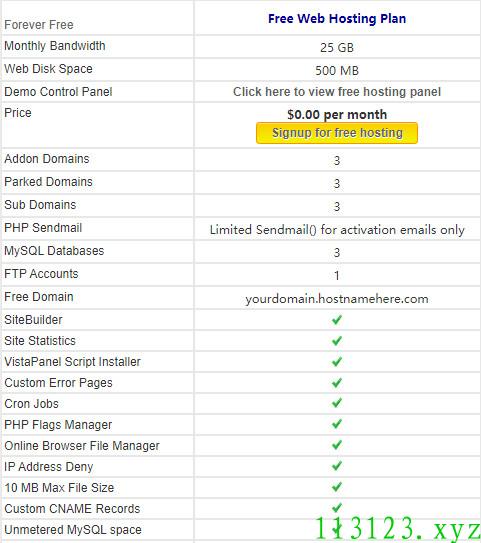 Forever Free Free Web Hosting Plan
Monthly Bandwidth 25 GB
Web Disk Space 500 MB
Demo Control Panel Click here to view free hosting panel
Price $0.00 per month
Signup for free hosting
Addon Domains 3
Parked Domains 3
Sub Domains 3
PHP Sendmail Limited Sendmail() for activation emails only
MySQL Databases 3
FTP Accounts 1
Free Domain yourdomain.hostnamehere.com
SiteBuilder
Site Statistics
VistaPanel Script Installer
Custom Error Pages
Cron Jobs
PHP Flags Manager
Online Browser File Manager
IP Address Deny
10 MB Max File Size
Custom CNAME Records
Unmetered MySQL space
113123.xyz